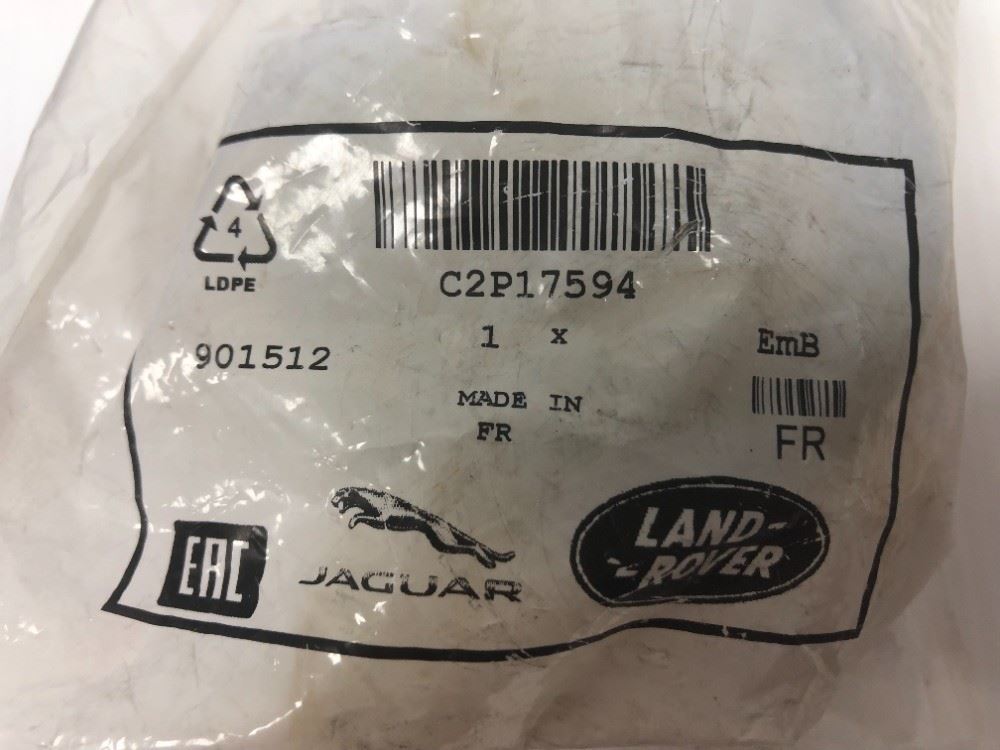 4
LDPE
C2P17594
1 x
901512
EmB
MADE IN
FR
FR
EAC
JAGUAR
LAND-
-ROVER